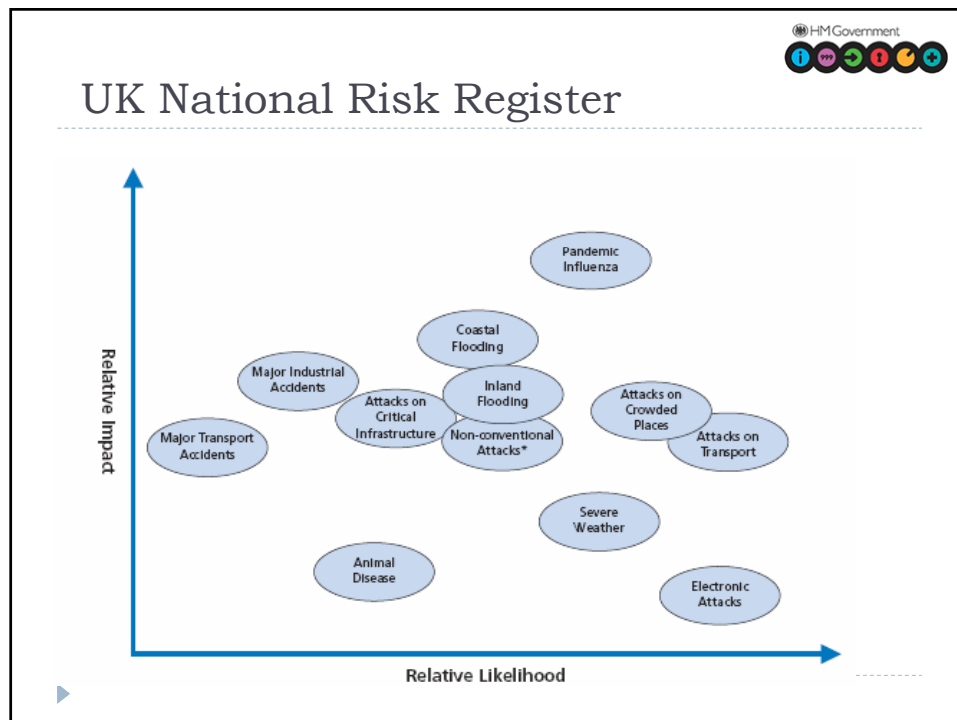 HM Government
i 999
UK National Risk Register
Relative Impact
Pandemic
Influenza
Coastal
Flooding
Major Industrial
Accidents
Inland
Flooding
Attacks on
Critical
Infrastructure
Attacks on
Crowded
Places
Major Transport
Accidents
Non-conventional
Attacks*
Attacks on
Transport
Severe
Weather
Animal
Disease
Electronic
Attacks
Relative Likelihood